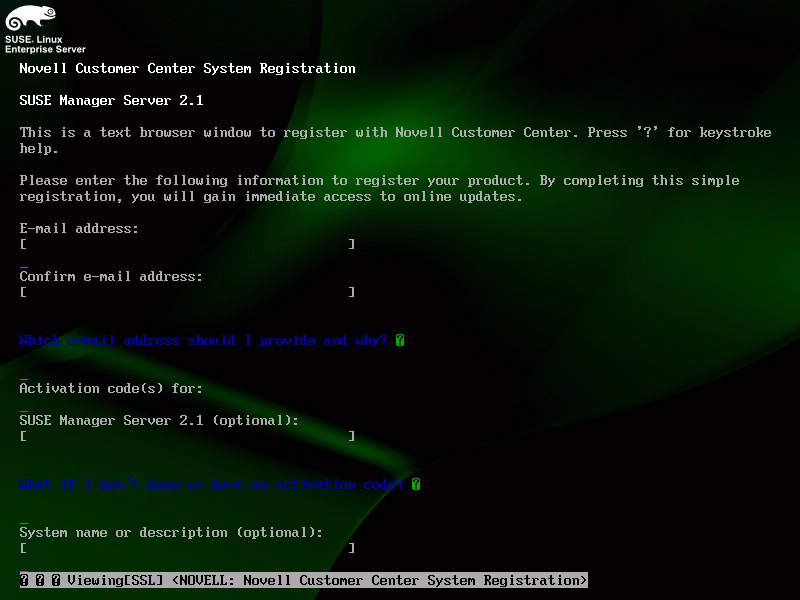 SUSE. Linux
Enterprise Server
Novell Customer Center System Registration
SUSE Manager Server 2.1
This is a text browser window to register with Novell Customer Center. Press '?' for keystroke
help.
Please enter the following information to register your product. By completing this simple
registration, you will gain immediate access to online updates.
E-mail address:
[ ]
_
Confirm e-mail address:
[ ]
Which e-mail address should I provide and why? ?
_
Activation code(s) for:
_
SUSE Manager Server 2.1 (optional):
[ ]
What if I don't know or have an activation code? ?
_
System name or description (optional):
[ ]
? ? ? Viewing[SSL] <NOVELL: Novell Customer Center System Registration>